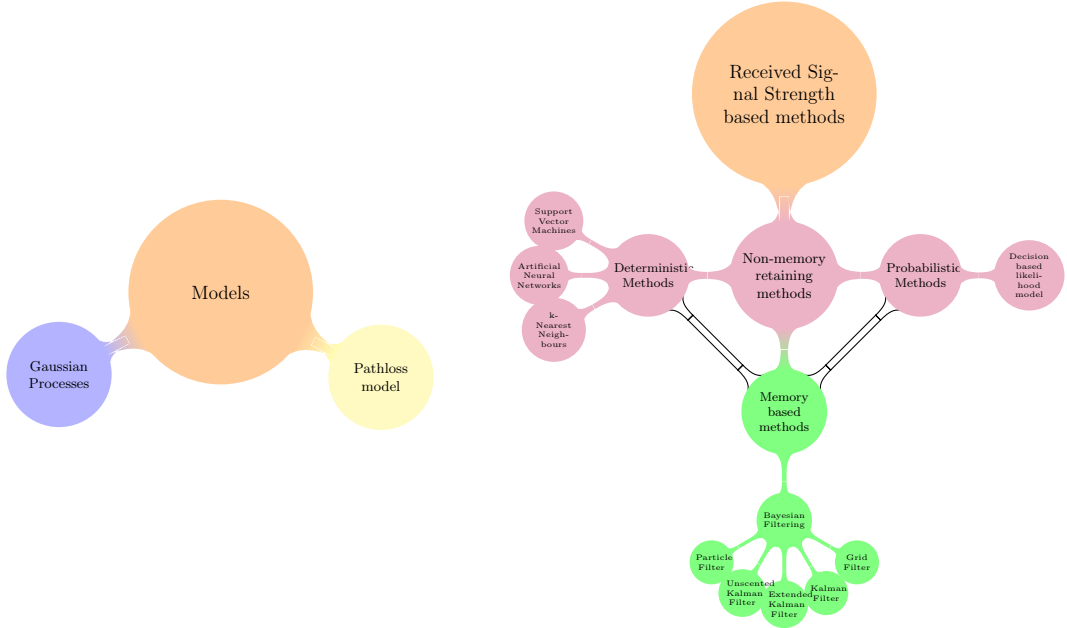 Models
Gaussian
Processes
Pathloss
model
Received Sig-
nal Strength
based methods
Support
Vector
Machines
Artificial
Neural
Networks
k-
Nearest
Neigh-
bours
Deterministic
Methods
Non-memory
retaining
methods
Probabilistic
Methods
Decision
based
likeli-
hood
model
Memory
based
methods
Bayesian
Filtering
Particle
Filter
Unscented
Kalman
Filter
Extended
Kalman
Filter
Kalman
Filter
Grid
Filter